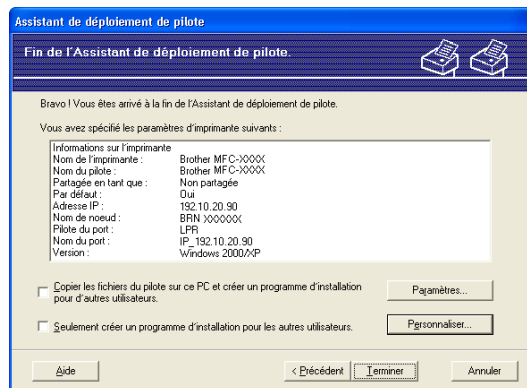 Assistant de déploiement de pilote
Fin de l'Assistant de déploiement de pilote.
Bravo ! Vous êtes arrivé à la fin de l'Assistant de déploiement de pilote.
Vous avez spécifié les paramètres d'imprimante suivants :
Informations sur l'imprimante
Nom de l'imprimante : Brother MFC-XXXX
Nom du pilote : Brother MFC-XXXX
Partagée en tant que : Non partagée
Par défaut : Oui
Adresse IP : 192.10.20.90
Nom de noeud : BRN XXXXXX
Pilote du port : LPR
Nom du port : IP_192.10.20.90
Version : Windows 2000/XP
Copier les fichiers du pilote sur ce PC et créer un programme d'installation
pour d'autres utilisateurs.
Paramètres...
Seulement créer un programme d'installation pour les autres utilisateurs.
Personnaliser...
Aide
< Précédent
Terminer
Annuler